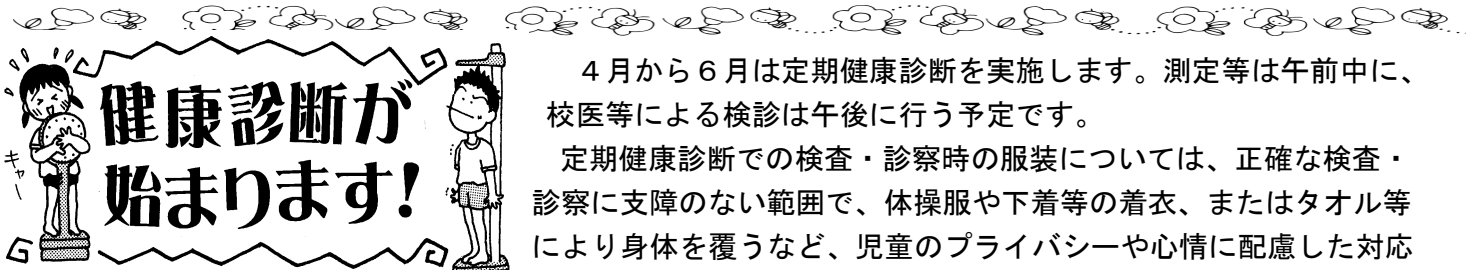 キャー
健康診断が
始まります！
４月から６月は定期健康診断を実施します。測定等は午前中に、
校医等による検診は午後に行う予定です。
定期健康診断での検査・診察時の服装については、正確な検査・
診察に支障のない範囲で、体操服や下着等の着衣、またはタオル等
により身体を覆うなど、児童のプライバシーや心情に配慮した対応